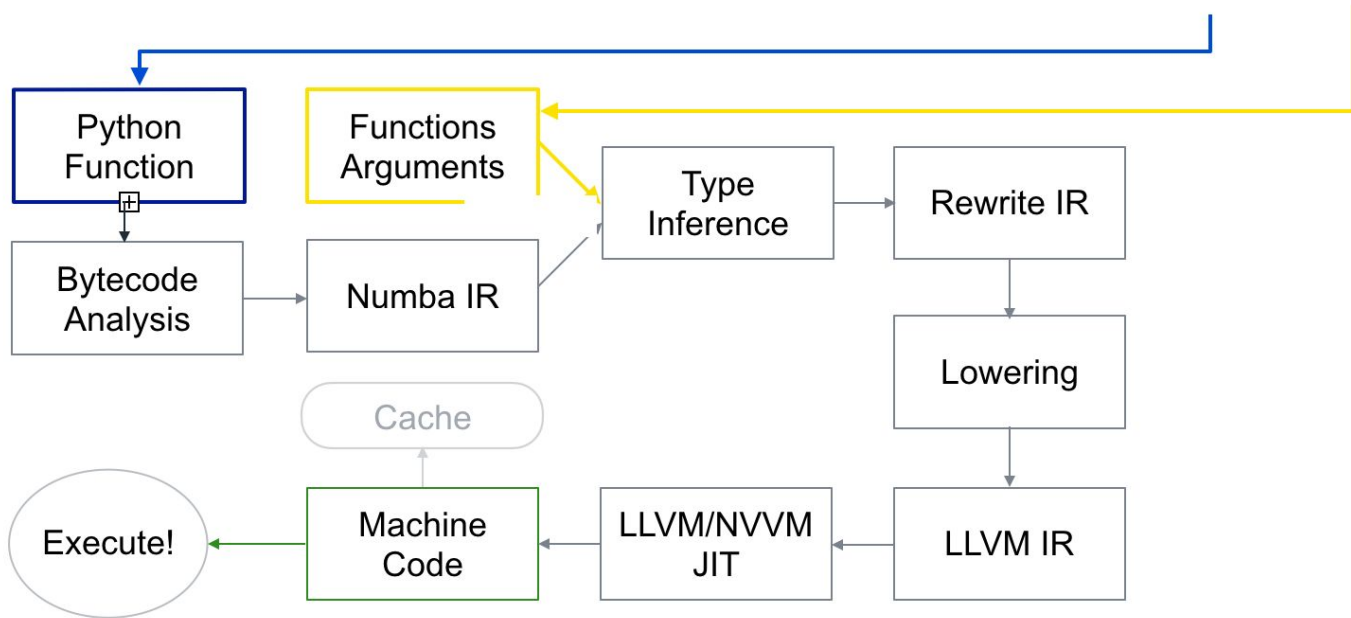 Python
Function
Functions
Arguments
Type
Inference
Rewrite IR
Bytecode
Analysis
Numba IR
Lowering
Cache
Execute!
Machine
Code
LLVM/NVVM
JIT
LLVM IR